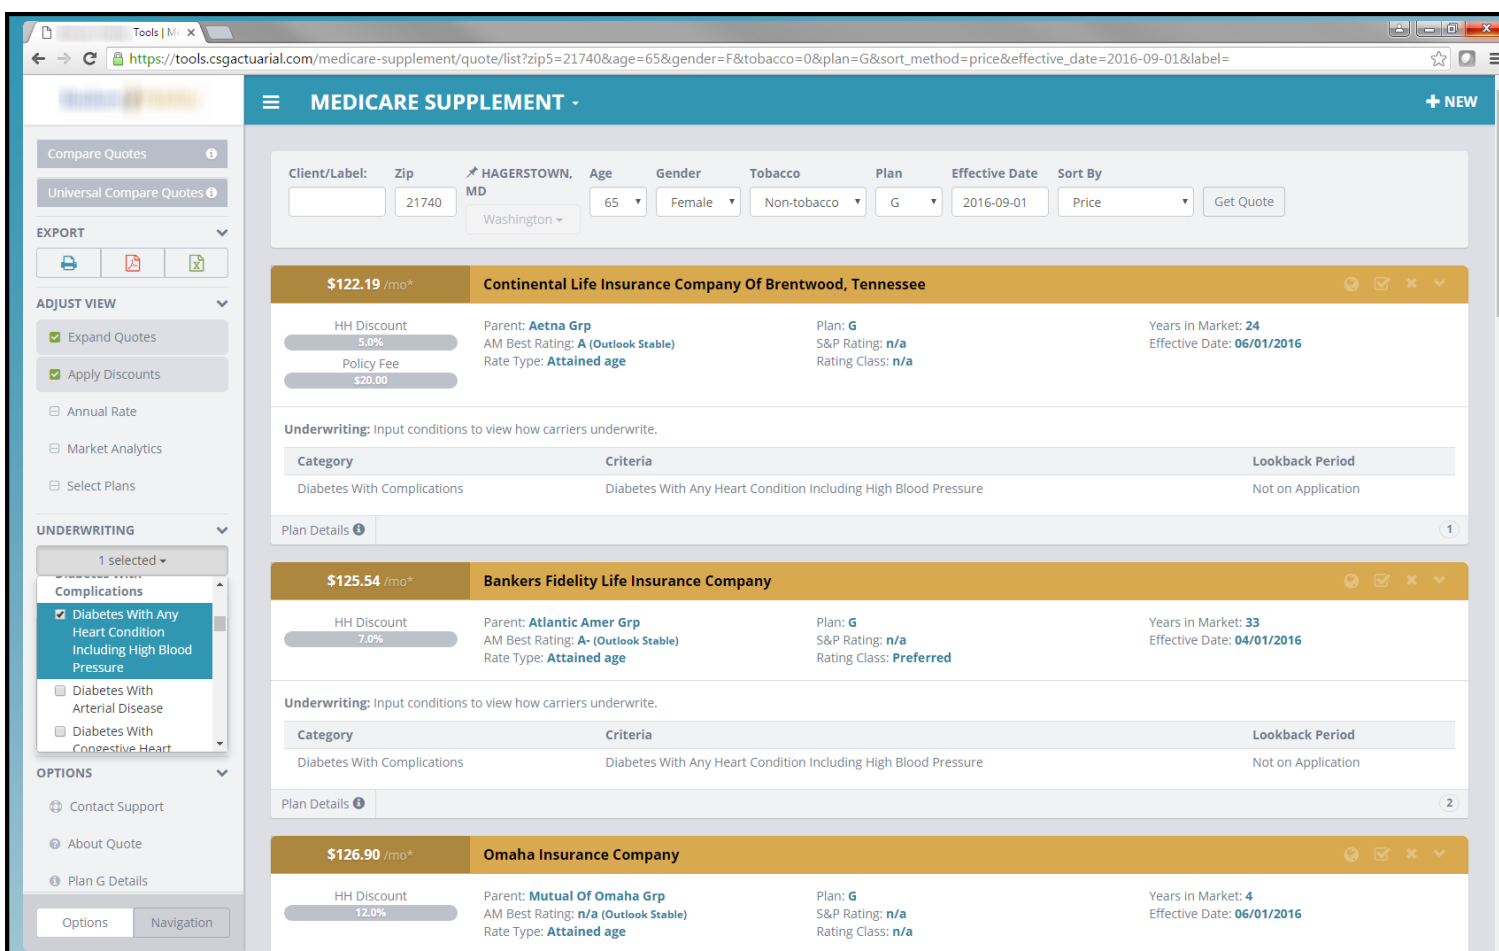 Tools | M
https://tools.csgactuarial.com/medicare-supplement/quote/list?zip5=21740&age=65&gender=F&tobacco=0&plan=G&sort_method=price&effective_date=2016-09-01&label=
MEDICARE SUPPLEMENT
NEW
Compare Quotes
Universal Compare Quotes
EXPORT
ADJUST VIEW
Expand Quotes
Apply Discounts
Annual Rate
Market Analytics
Select Plans
UNDERWRITING
1 selected
Diabetes With
Complications
Diabetes With Any
Heart Condition
Including High Blood
Pressure
Diabetes With
Arterial Disease
Diabetes With
Congestive Heart
OPTIONS
Contact Support
About Quote
Plan G Details
Options Navigation
Client/Label: Zip HAGERSTOWN, MD Age Gender Tobacco Plan Effective Date Sort By
21740 Washington 65 Female Non-tobacco G 2016-09-01 Price Get Quote
$122.19 /mo* Continental Life Insurance Company Of Brentwood, Tennessee
HH Discount
5.0%
Policy Fee
$20.00
Parent: Aetna Grp Plan: G Years in Market: 24
AM Best Rating: A (Outlook Stable) S&P Rating: n/a Effective Date: 06/01/2016
Rate Type: Attained age Rating Class: n/a
Underwriting: Input conditions to view how carriers underwrite.
Category Criteria Lookback Period
Diabetes With Complications Diabetes With Any Heart Condition Including High Blood Pressure Not on Application
Plan Details 1
$125.54 /mo* Bankers Fidelity Life Insurance Company
HH Discount
7.0%
Parent: Atlantic Amer Grp Plan: G Years in Market: 33
AM Best Rating: A- (Outlook Stable) S&P Rating: n/a Effective Date: 04/01/2016
Rate Type: Attained age Rating Class: Preferred
Underwriting: Input conditions to view how carriers underwrite.
Category Criteria Lookback Period
Diabetes With Complications Diabetes With Any Heart Condition Including High Blood Pressure Not on Application
Plan Details 2
$126.90 /mo* Omaha Insurance Company
HH Discount
12.0%
Parent: Mutual Of Omaha Grp Plan: G Years in Market: 4
AM Best Rating: n/a (Outlook Stable) S&P Rating: n/a Effective Date: 06/01/2016
Rate Type: Attained age Rating Class: n/a